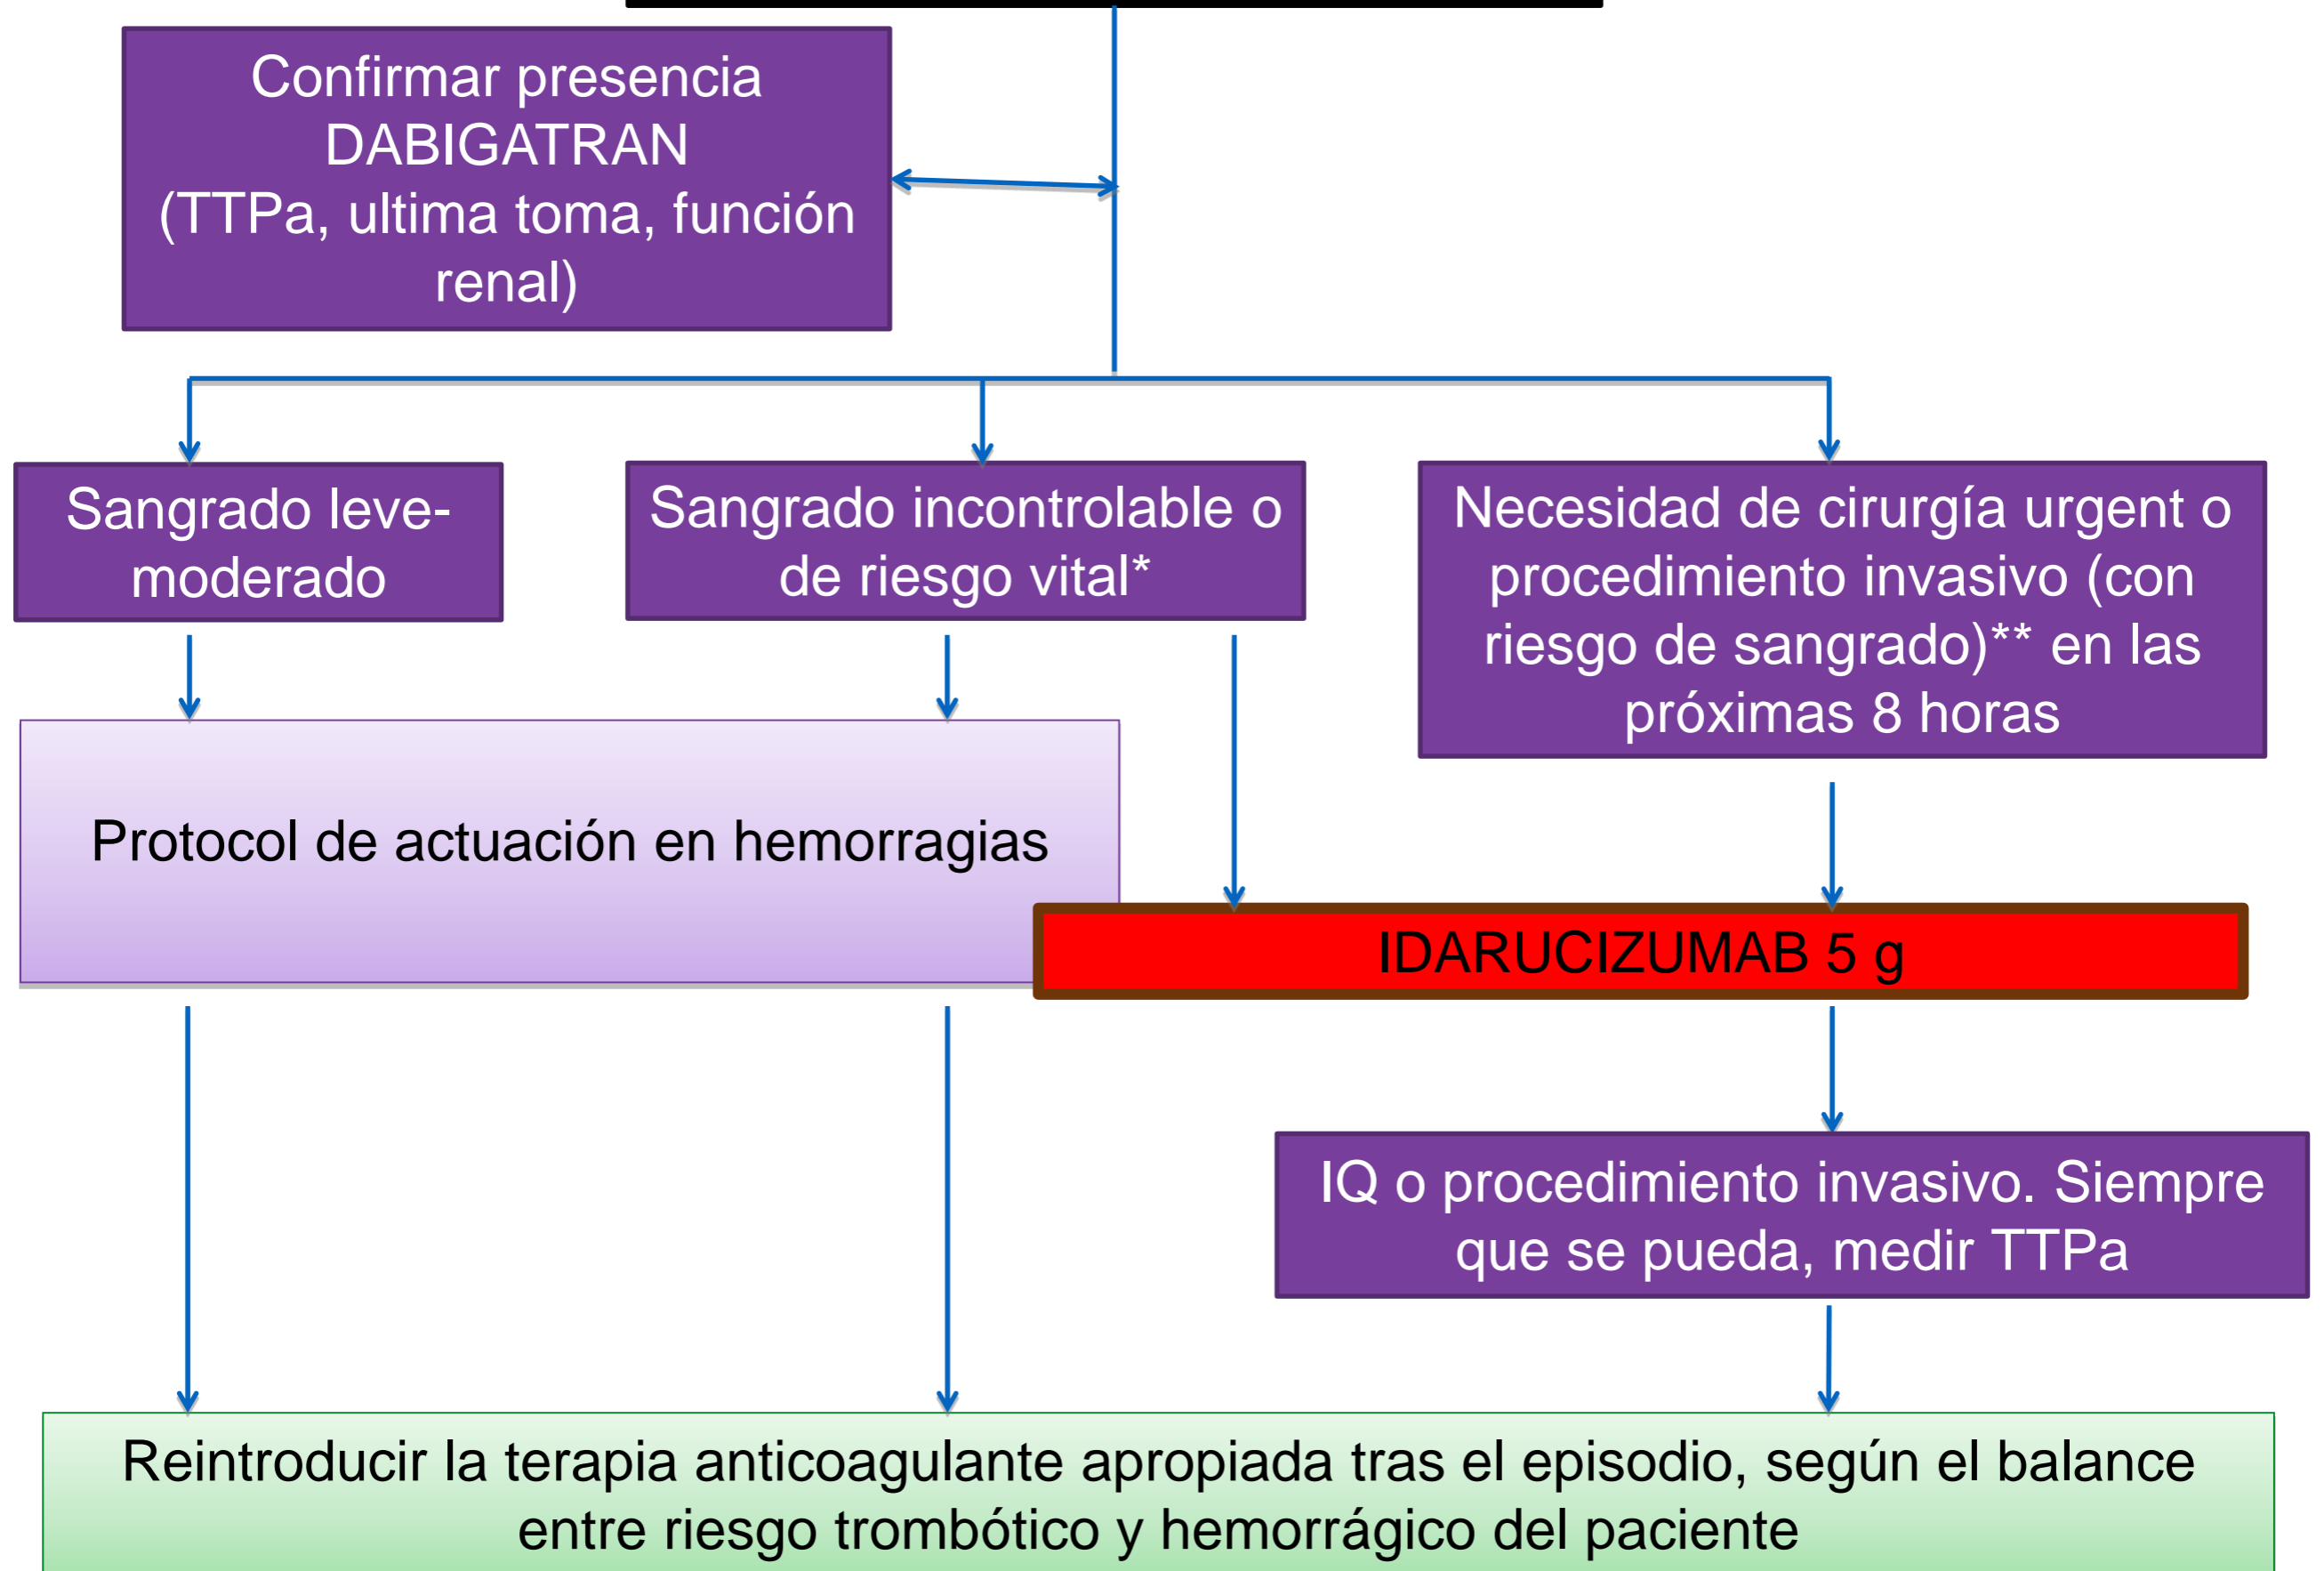 Confirmar presencia
DABIGATRAN
(TTPa, ultima toma, función
renal)
Sangrado leve-
moderado
Sangrado incontrolable o
de riesgo vital*
Necesidad de cirurgía urgent o
procedimiento invasivo (con
riesgo de sangrado)** en las
próximas 8 horas
Protocol de actuación en hemorragias
IDARUCIZUMAB 5 g
IQ o procedimiento invasivo. Siempre
que se pueda, medir TTPa
Reintroducir la terapia anticoagulante apropiada tras el episodio, según el balance
entre riesgo trombótico y hemorrágico del paciente